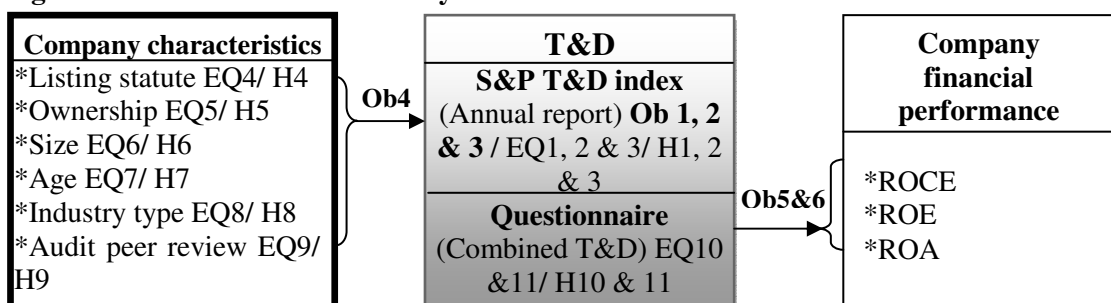 Company characteristics
*Listing statute EQ4/ H4
*Ownership EQ5/ H5
*Size EQ6/ H6
*Age EQ7/ H7
*Industry type EQ8/ H8
*Audit peer review EQ9/
H9
Ob4
T&D
S&P T&D index
(Annual report) Ob 1, 2
& 3 / EQ1, 2 & 3/ H1, 2
& 3
Questionnaire
(Combined T&D) EQ10
&11/ H10 & 11
Ob5&6
Company
financial
performance
*ROCE
*ROE
*ROA